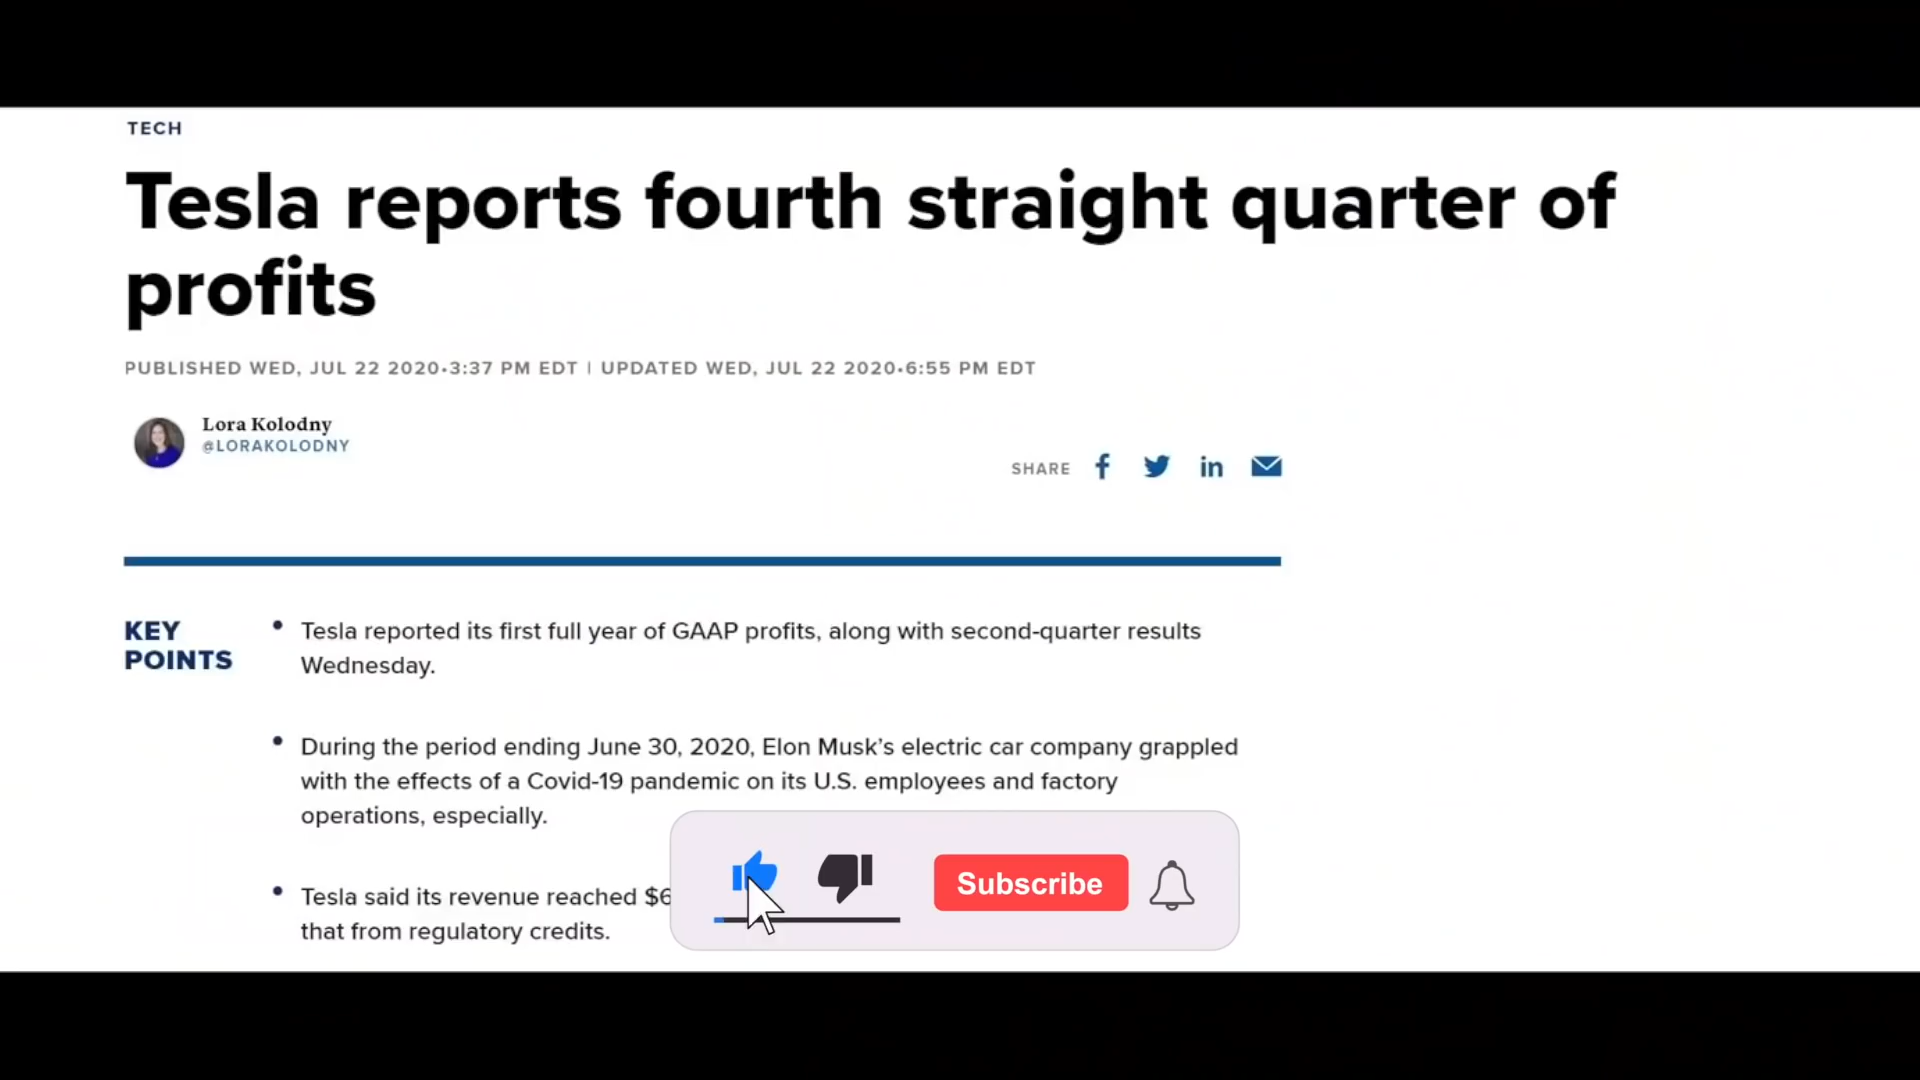 TECH
Tesla reports fourth straight quarter of
profits
PUBLISHED WED, JUL 22 2020•3:37 PM EDT | UPDATED WED, JUL 22 2020•6:55 PM EDT
Lora Kolodny
@LORAKOLODNY
SHARE
KEY
POINTS
• Tesla reported its first full year of GAAP profits, along with second-quarter results
Wednesday.
• During the period ending June 30, 2020, Elon Musk’s electric car company grappled
with the effects of a Covid-19 pandemic on its U.S. employees and factory
operations, especially.
• Tesla said its revenue reached $6
that from regulatory credits.
Subscribe